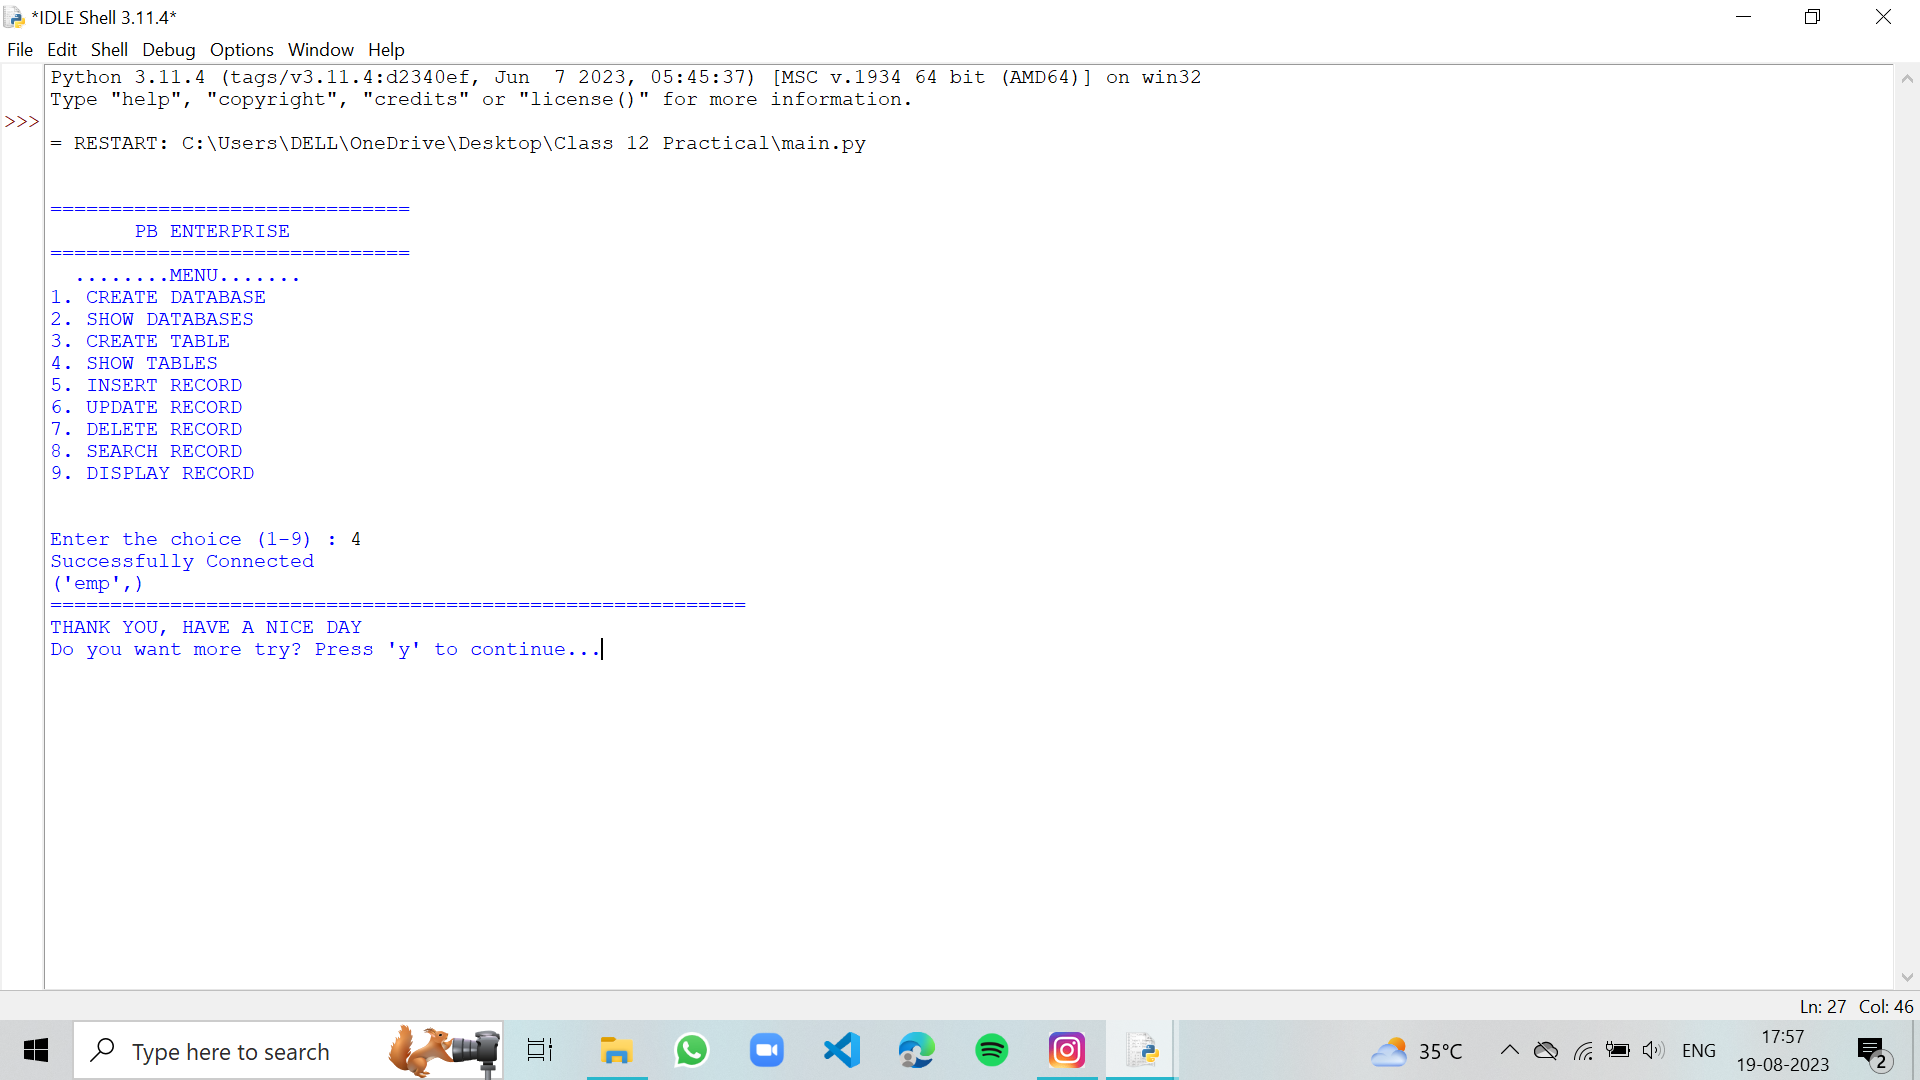 *IDLE Shell 3.11.4*
File Edit Shell Debug Options Window Help
Python 3.11.4 (tags/v3.11.4:d2340ef, Jun  7 2023, 05:45:37) [MSC v.1934 64 bit (AMD64)] on win32
Type "help", "copyright", "credits" or "license()" for more information.
>>>
= RESTART: C:\Users\DELL\OneDrive\Desktop\Class 12 Practical\main.py
==============================
PB ENTERPRISE
==============================
........MENU.......
1. CREATE DATABASE
2. SHOW DATABASES
3. CREATE TABLE
4. SHOW TABLES
5. INSERT RECORD
6. UPDATE RECORD
7. DELETE RECORD
8. SEARCH RECORD
9. DISPLAY RECORD
Enter the choice (1-9) : 4
Successfully Connected
('emp',)
==========================================================
THANK YOU, HAVE A NICE DAY
Do you want more try? Press 'y' to continue...
Ln: 27 Col: 46
Type here to search
35°C
ENG
17:57
19-08-2023
2